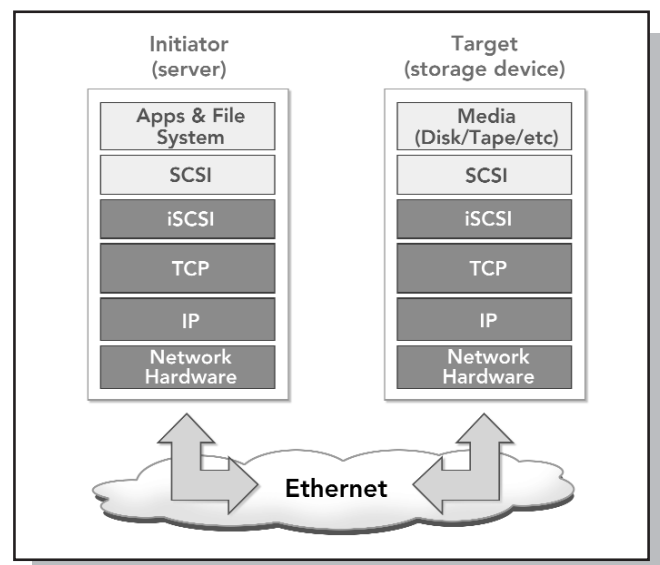 Initiator
(server)
Apps & File
System
SCSI
iSCSI
TCP
IP
Network
Hardware
Target
(storage device)
Media
(Disk/Tape/etc)
SCSI
iSCSI
TCP
IP
Network
Hardware
Ethernet